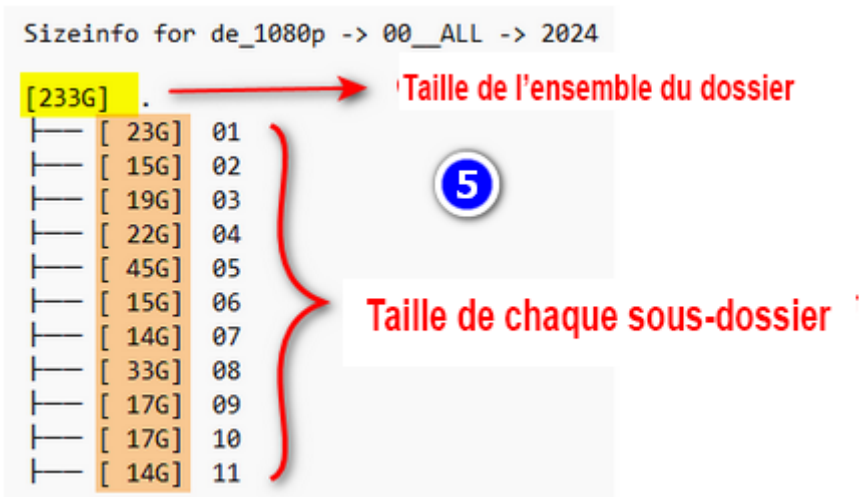 Sizeinfo for de_1080p -> 00__ALL -> 2024
[233G] . Taille de l'ensemble du dossier
├── [ 23G] 01
├── [ 15G] 02
├── [ 19G] 03
5
├── [ 22G] 04
├── [ 45G] 05
├── [ 15G] 06
Taille de chaque sous-dossier
├── [ 14G] 07
├── [ 33G] 08
├── [ 17G] 09
├── [ 17G] 10
├── [ 14G] 11